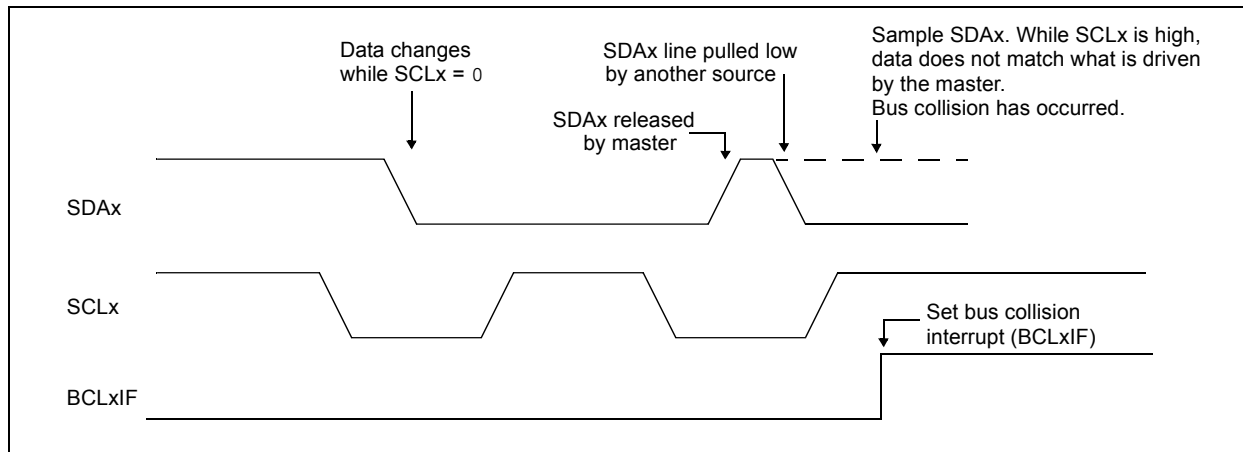 Data changes
while SCLx = 0
SDAx line pulled low
by another source
Sample SDAx. While SCLx is high,
data does not match what is driven
by the master.
Bus collision has occurred.
SDAx released
by master
SDAx
SCLx
Set bus collision
interrupt (BCLxIF)
BCLxIF